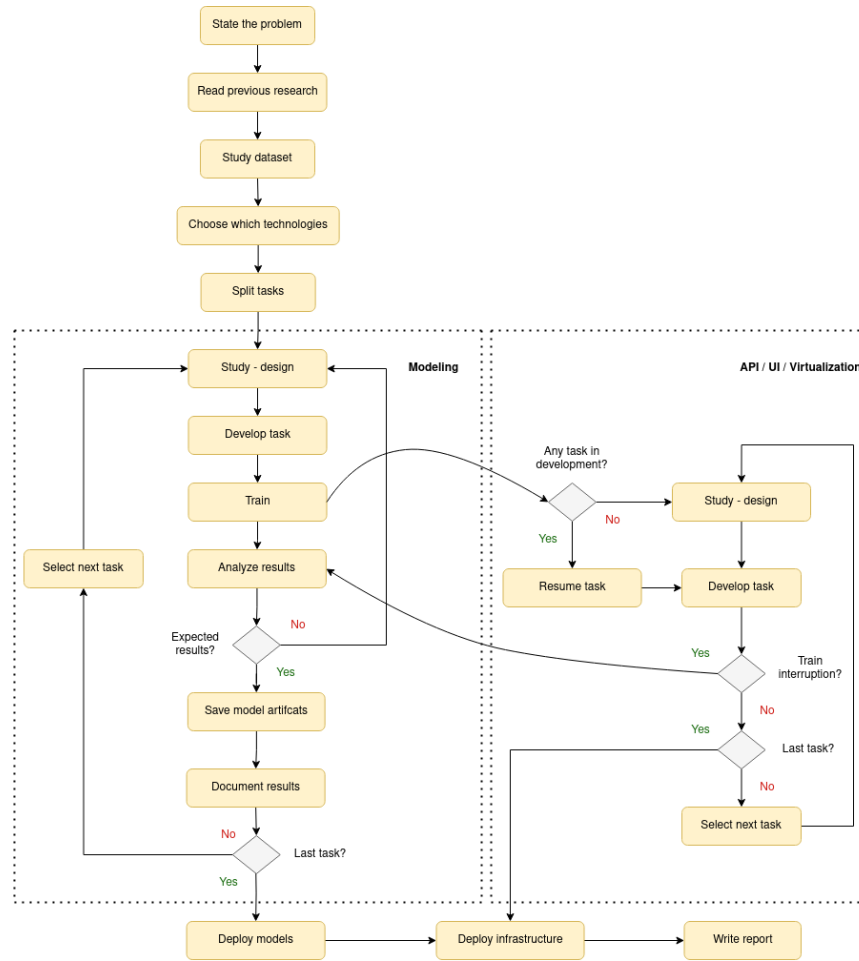 State the problem
Read previous research
Study dataset
Choose which technologies
Split tasks
Modeling
Study - design
Develop task
Train
Analyze results
Select next task
Expected
results?
No
Yes
Save model artifcats
Document results
No
Last task?
Yes
API / UI / Virtualization
Any task in
development?
No
Yes
Study - design
Resume task
Develop task
Yes
Train
interruption?
No
Yes
Last task?
No
Select next task
Deploy models
Deploy infrastructure
Write report